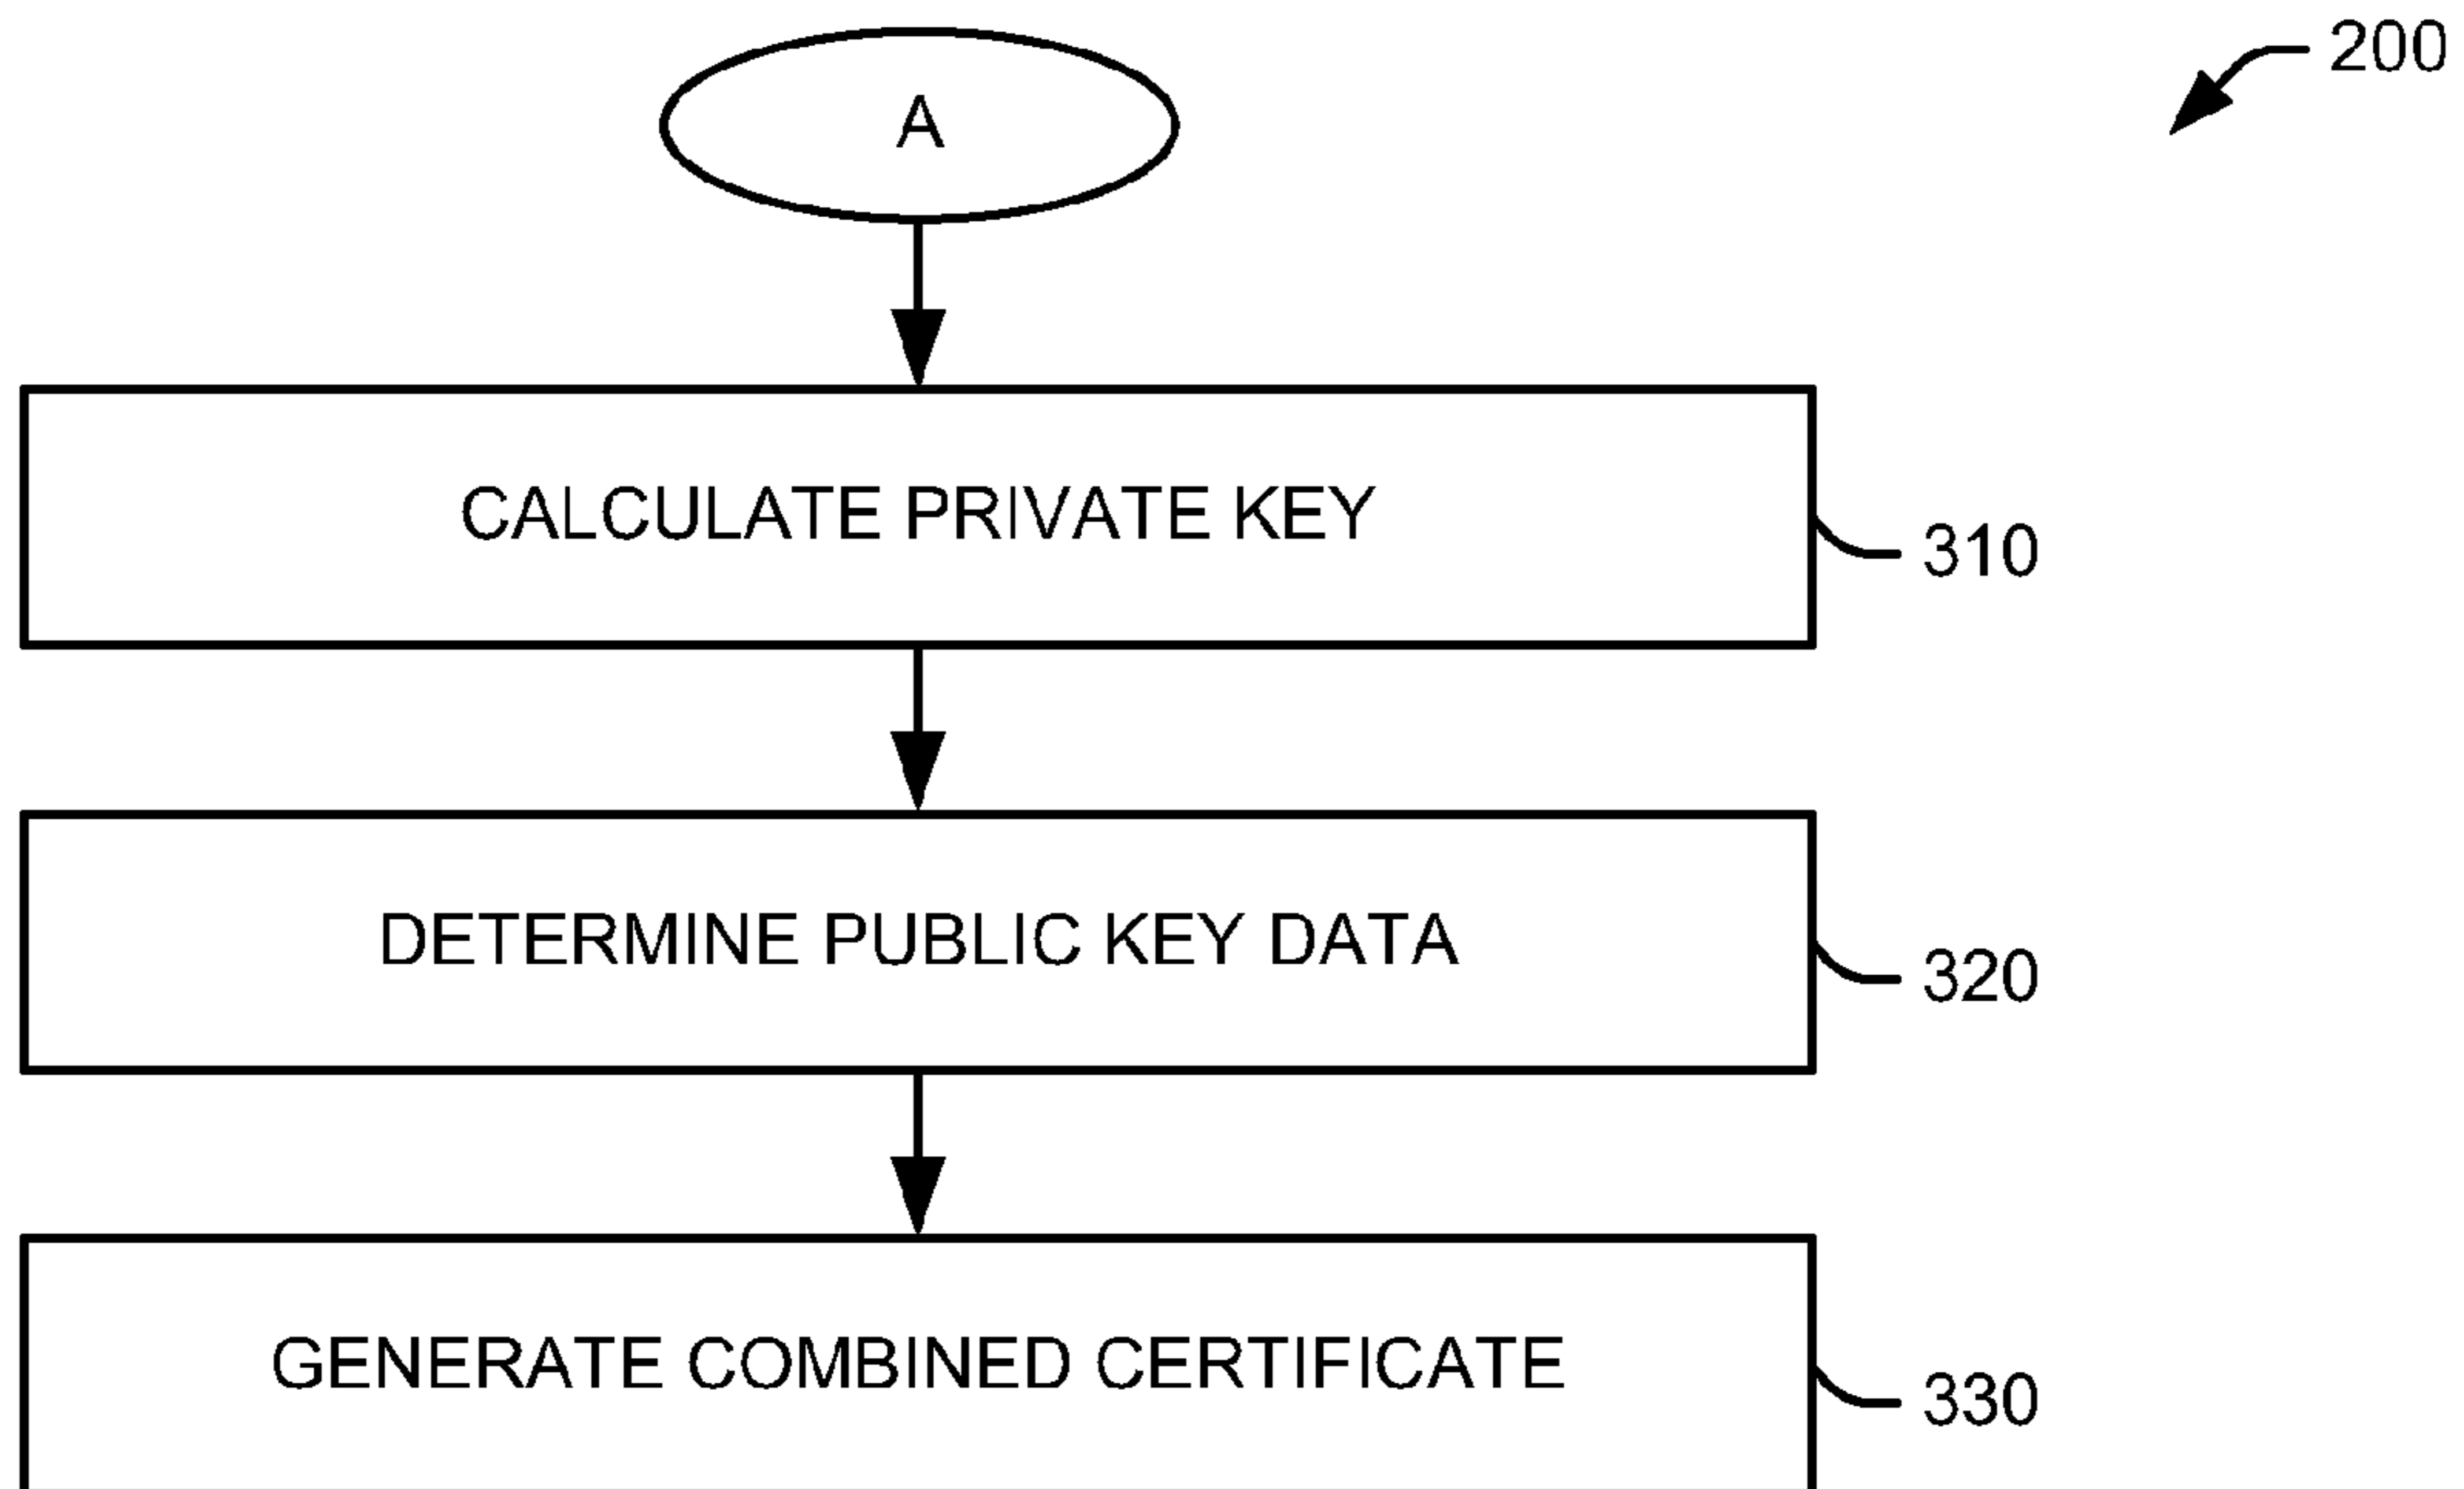 200
A
CALCULATE PRIVATE KEY
310
DETERMINE PUBLIC KEY DATA
320
GENERATE COMBINED CERTIFICATE
330